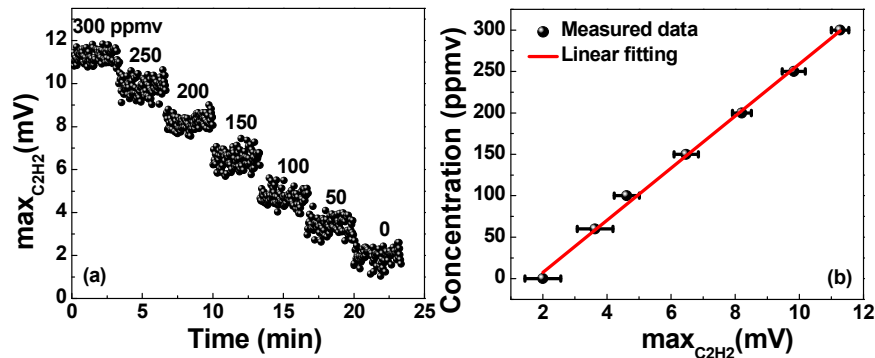 300 ppmv
250
200
150
100
50
0
12
10
8
6
4
2
0
max_C2H2(mV)
0 5 10 15 20 25
Time (min)
(a)
Measured data
Linear fitting
300
250
200
150
100
50
0
Concentration (ppmv)
2 4 6 8 10 12
max_C2H2(mV)
(b)